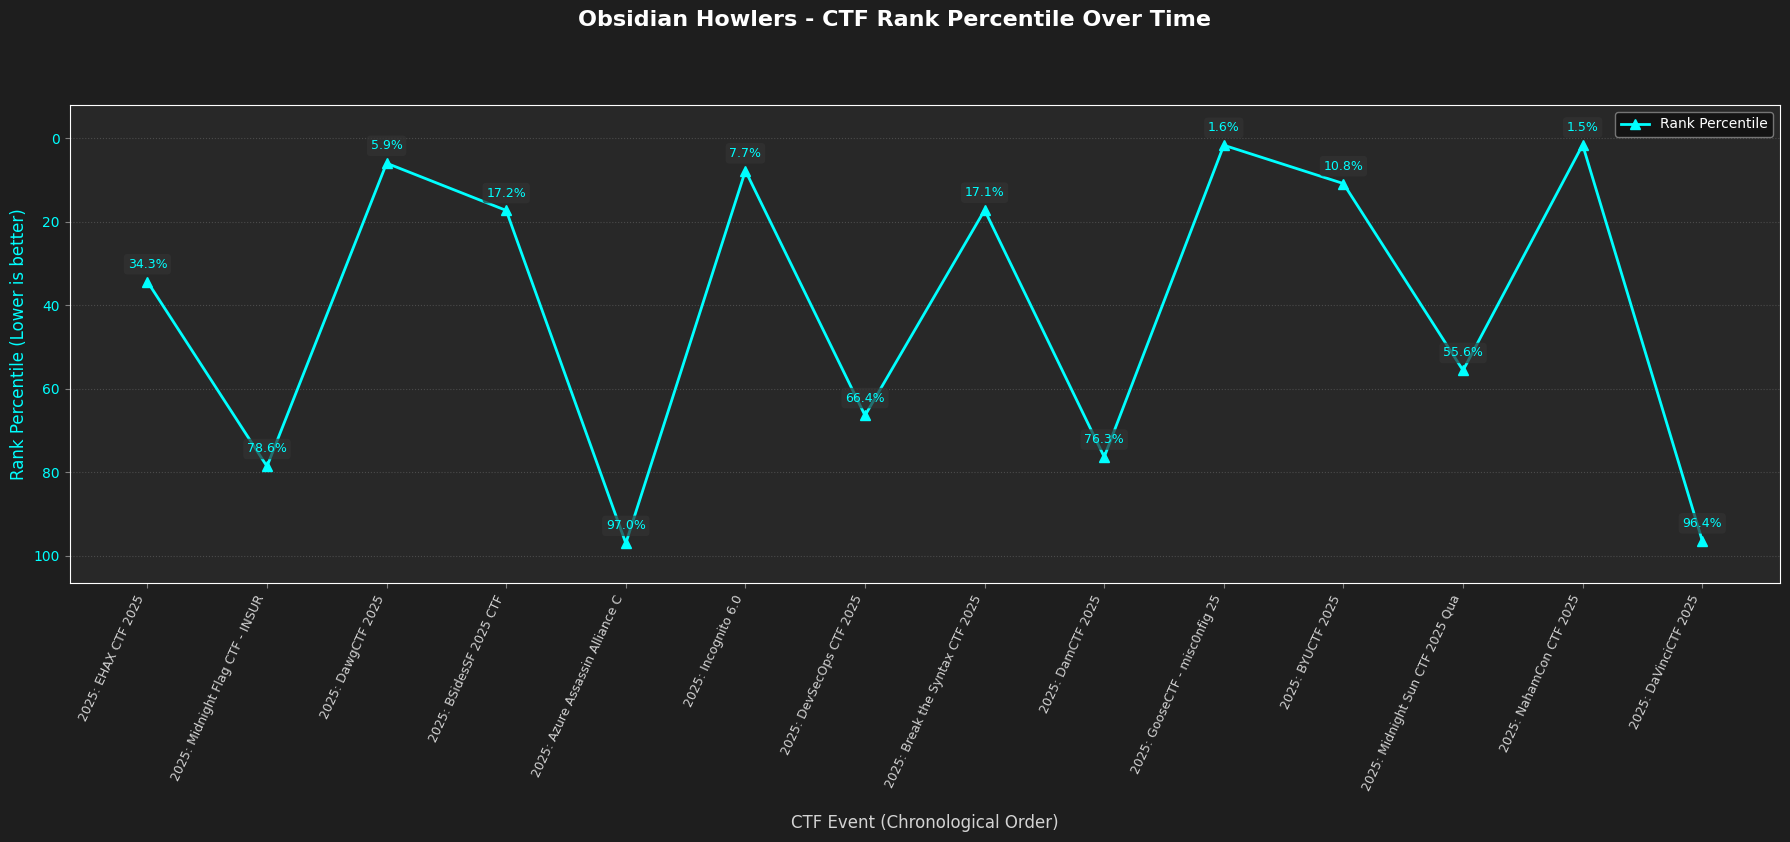 Obsidian Howlers - CTF Rank Percentile Over Time
Rank Percentile
Rank Percentile (Lower is better)
0
20
40
60
80
100
34.3%
78.6%
5.9%
17.2%
97.0%
7.7%
66.4%
17.1%
76.3%
1.6%
10.8%
55.6%
1.5%
96.4%
2025: EHAX CTF 2025
2025: Midnight Flag CTF - INSUR
2025: DawgCTF 2025
2025: BSidesSF 2025 CTF
2025: Azure Assassin Alliance C
2025: Incognito 6.0
2025: DevSecOps CTF 2025
2025: Break the Syntax CTF 2025
2025: DamCTF 2025
2025: GooseCTF - misc0nfig 25
2025: BYUCTF 2025
2025: Midnight Sun CTF 2025 Qua
2025: NahamCon CTF 2025
2025: DaVinciCTF 2025
CTF Event (Chronological Order)